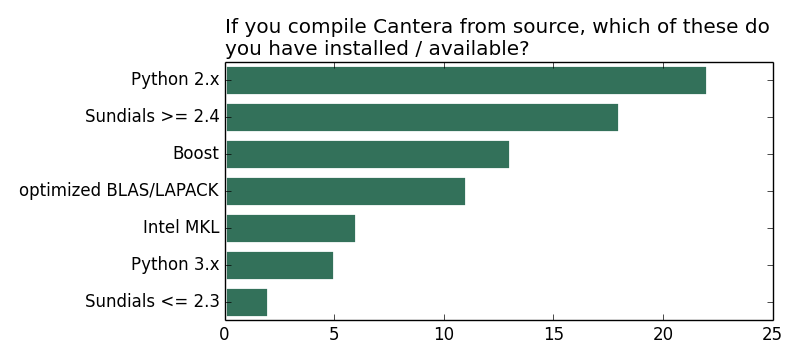 If you compile Cantera from source, which of these do
you have installed / available?
Python 2.x
Sundials >= 2.4
Boost
optimized BLAS/LAPACK
Intel MKL
Python 3.x
Sundials <= 2.3
0 5 10 15 20 25